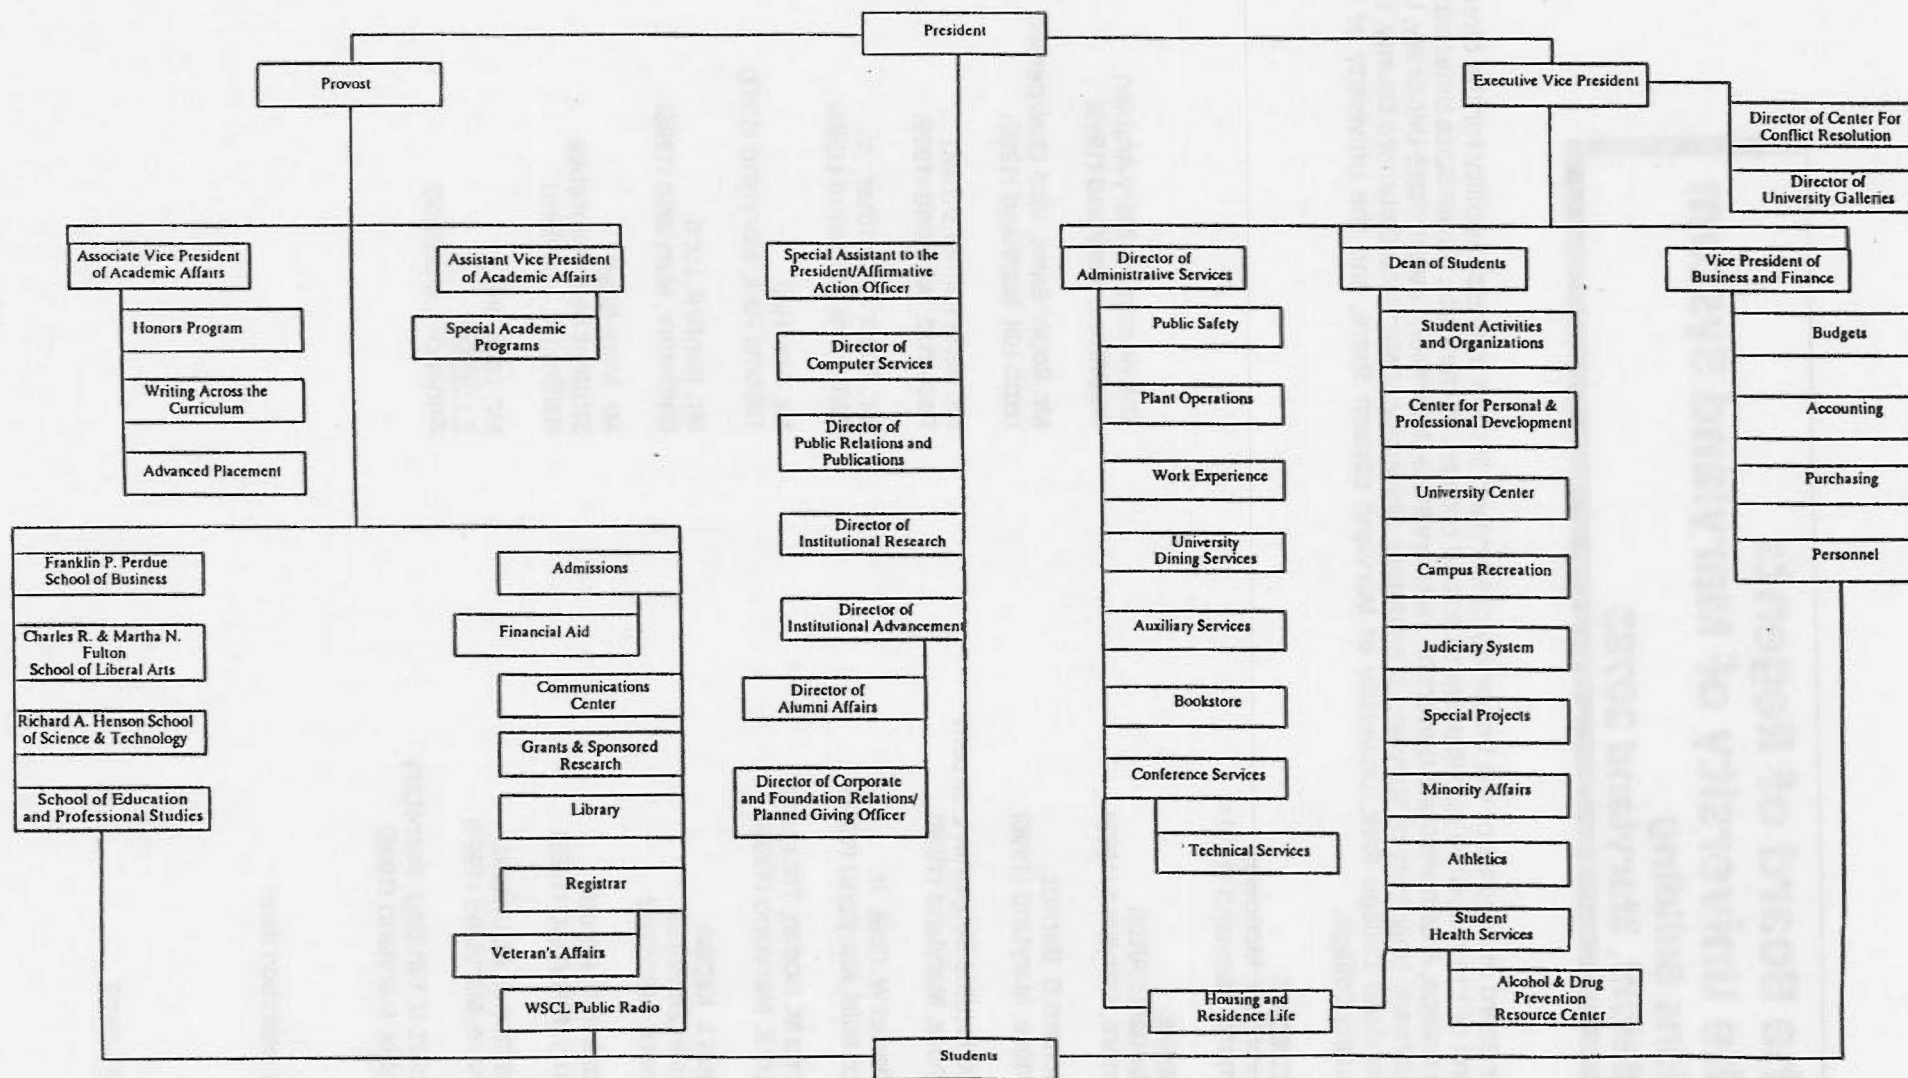 President
Provost
Executive Vice President
Director of Center For
Conflict Resolution
Director of
University Galleries
Associate Vice President
of Academic Affairs
Honors Program
Writing Across the
Curriculum
Advanced Placement
Assistant Vice President
of Academic Affairs
Special Academic
Programs
Franklin P. Perdue
School of Business
Charles R. & Martha N.
Fulton
School of Liberal Arts
Richard A. Henson School
of Science & Technology
School of Education
and Professional Studies
Admissions
Financial Aid
Communications
Center
Grants & Sponsored
Research
Library
Registrar
Veteran's Affairs
WSCL Public Radio
Special Assistant to the
President/Affirmative
Action Officer
Director of
Computer Services
Director of
Public Relations and
Publications
Director of
Institutional Research
Director of
Institutional Advancement
Director of
Alumni Affairs
Director of Corporate
and Foundation Relations/
Planned Giving Officer
Director of
Administrative Services
Public Safety
Plant Operations
Work Experience
University
Dining Services
Auxiliary Services
Bookstore
Conference Services
Technical Services
Housing and
Residence Life
Dean of Students
Student Activities
and Organizations
Center for Personal &
Professional Development
University Center
Campus Recreation
Judiciary System
Special Projects
Minority Affairs
Athletics
Student
Health Services
Alcohol & Drug
Prevention
Resource Center
Vice President of
Business and Finance
Budgets
Accounting
Purchasing
Personnel
Students